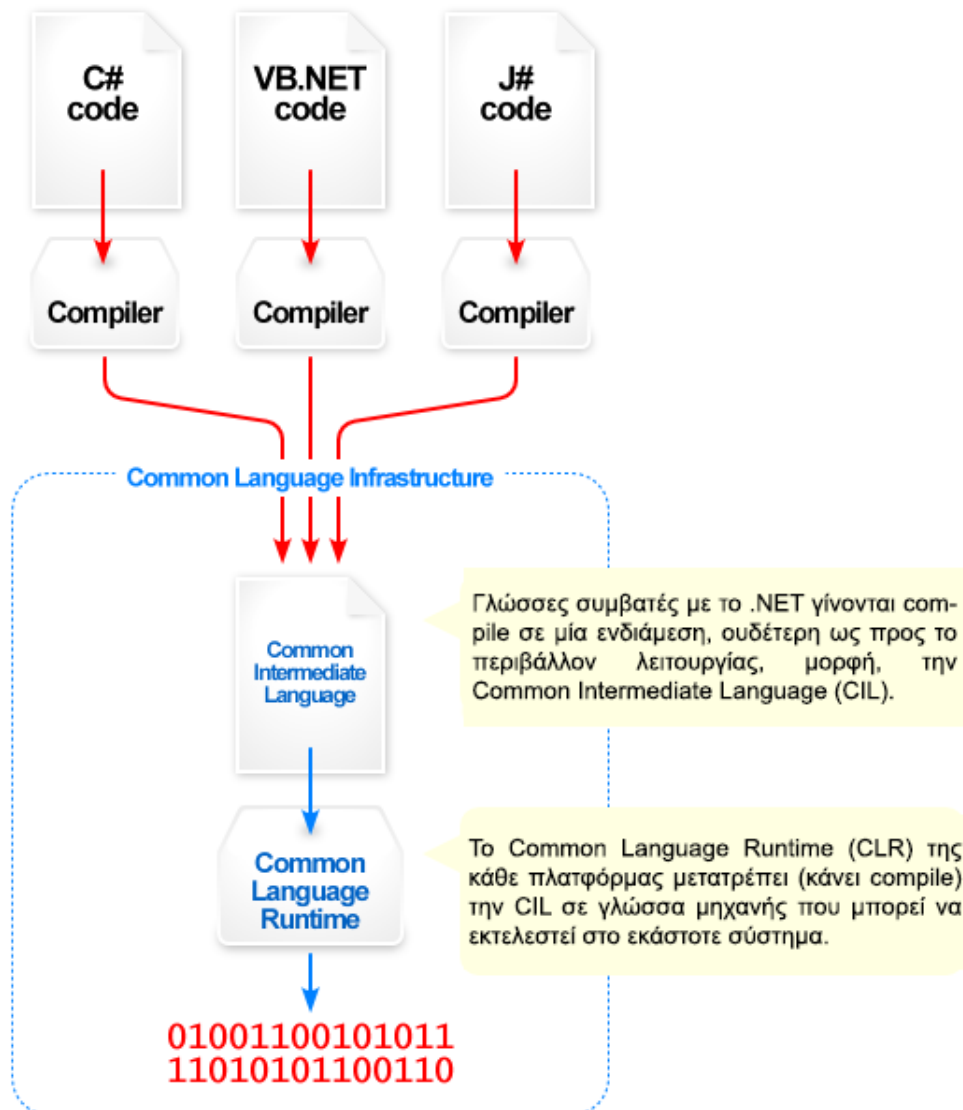 C#
code
VB.NET
code
J#
code
Compiler
Compiler
Compiler
Common Language Infrastructure
Common
Intermediate
Language
Γλώσσες συμβατές με το .NET γίνονται com-
pile σε μία ενδιάμεση, ουδέτερη ως προς το
περιβάλλον λειτουργίας, μορφή, την
Common Intermediate Language (CIL).
Common
Language
Runtime
Το Common Language Runtime (CLR) της
κάθε πλατφόρμας μετατρέπει (κάνει compile)
την CIL σε γλώσσα μηχανής που μπορεί να
εκτελεστεί στο εκάστοτε σύστημα.
01001100101011
11010101100110